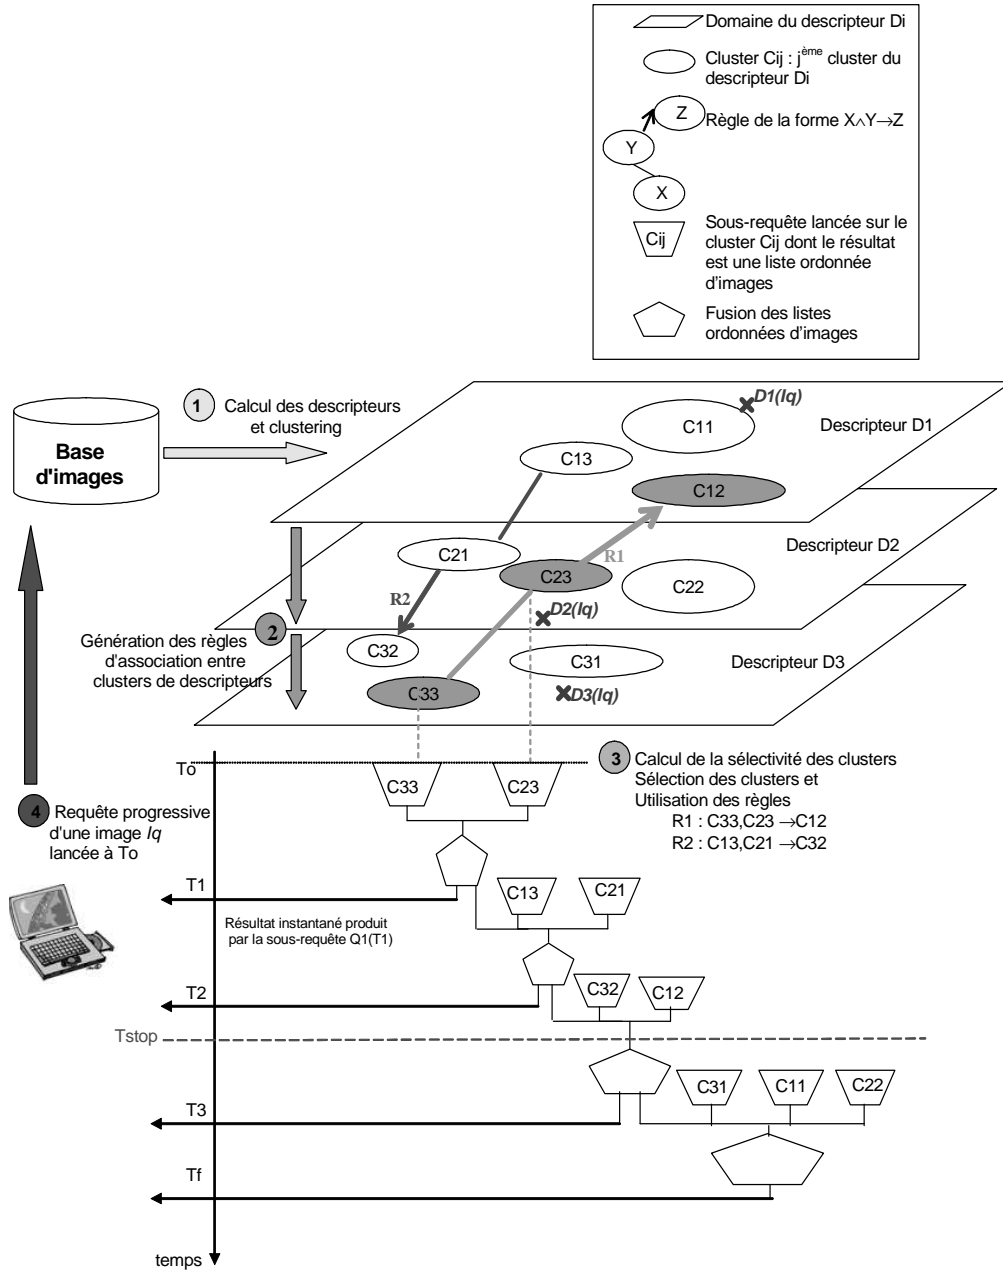 Domaine du descripteur Di
Cluster Cij : jème cluster du
descripteur Di
Z
Règle de la forme X∧Y→Z
Y
X
Cij
Sous-requête lancée sur le
cluster Cij dont le résultat
est une liste ordonnée
d'images
Fusion des listes
ordonnées d'images
1
Calcul des descripteurs
et clustering
Base
d'images
D1(Iq)
C11
Descripteur D1
C13
C12
C21
R1
Descripteur D2
C23
C22
R2
D2(Iq)
2
Génération des règles
d'association entre
clusters de descripteurs
C32
C31
Descripteur D3
C33
D3(Iq)
3
Calcul de la sélectivité des clusters
Sélection des clusters et
Utilisation des règles
R1 : C33,C23 →C12
R2 : C13,C21 →C32
To
C33
C23
4
Requête progressive
d'une image Iq
lancée à To
T1
C13
C21
Résultat instantané produit
par la sous-requête Q1(T1)
T2
C32
C12
Tstop
C31
C11
C22
T3
Tf
temps